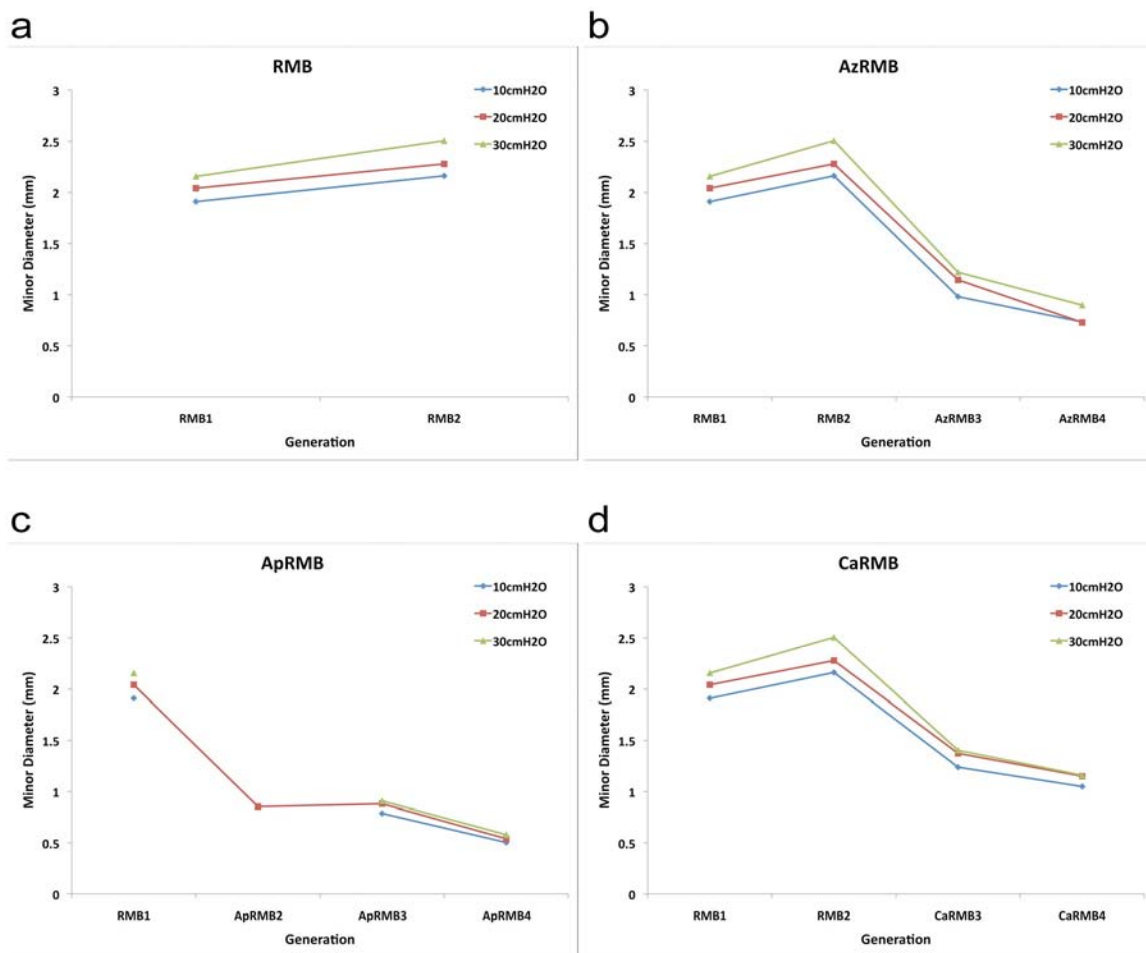 a
RMB
3
2.5
2
1.5
1
0.5
0
Minor Diameter (mm)
10cmH2O
20cmH2O
30cmH2O
RMB1 RMB2
Generation
b
AzRMB
3
2.5
2
1.5
1
0.5
0
Minor Diameter (mm)
10cmH2O
20cmH2O
30cmH2O
RMB1 RMB2 AzRMB3 AzRMB4
Generation
c
ApRMB
3
2.5
2
1.5
1
0.5
0
Minor Diameter (mm)
10cmH2O
20cmH2O
30cmH2O
RMB1 ApRMB2 ApRMB3 ApRMB4
Generation
d
CaRMB
3
2.5
2
1.5
1
0.5
0
Minor Diameter (mm)
10cmH2O
20cmH2O
30cmH2O
RMB1 RMB2 CaRMB3 CaRMB4
Generation